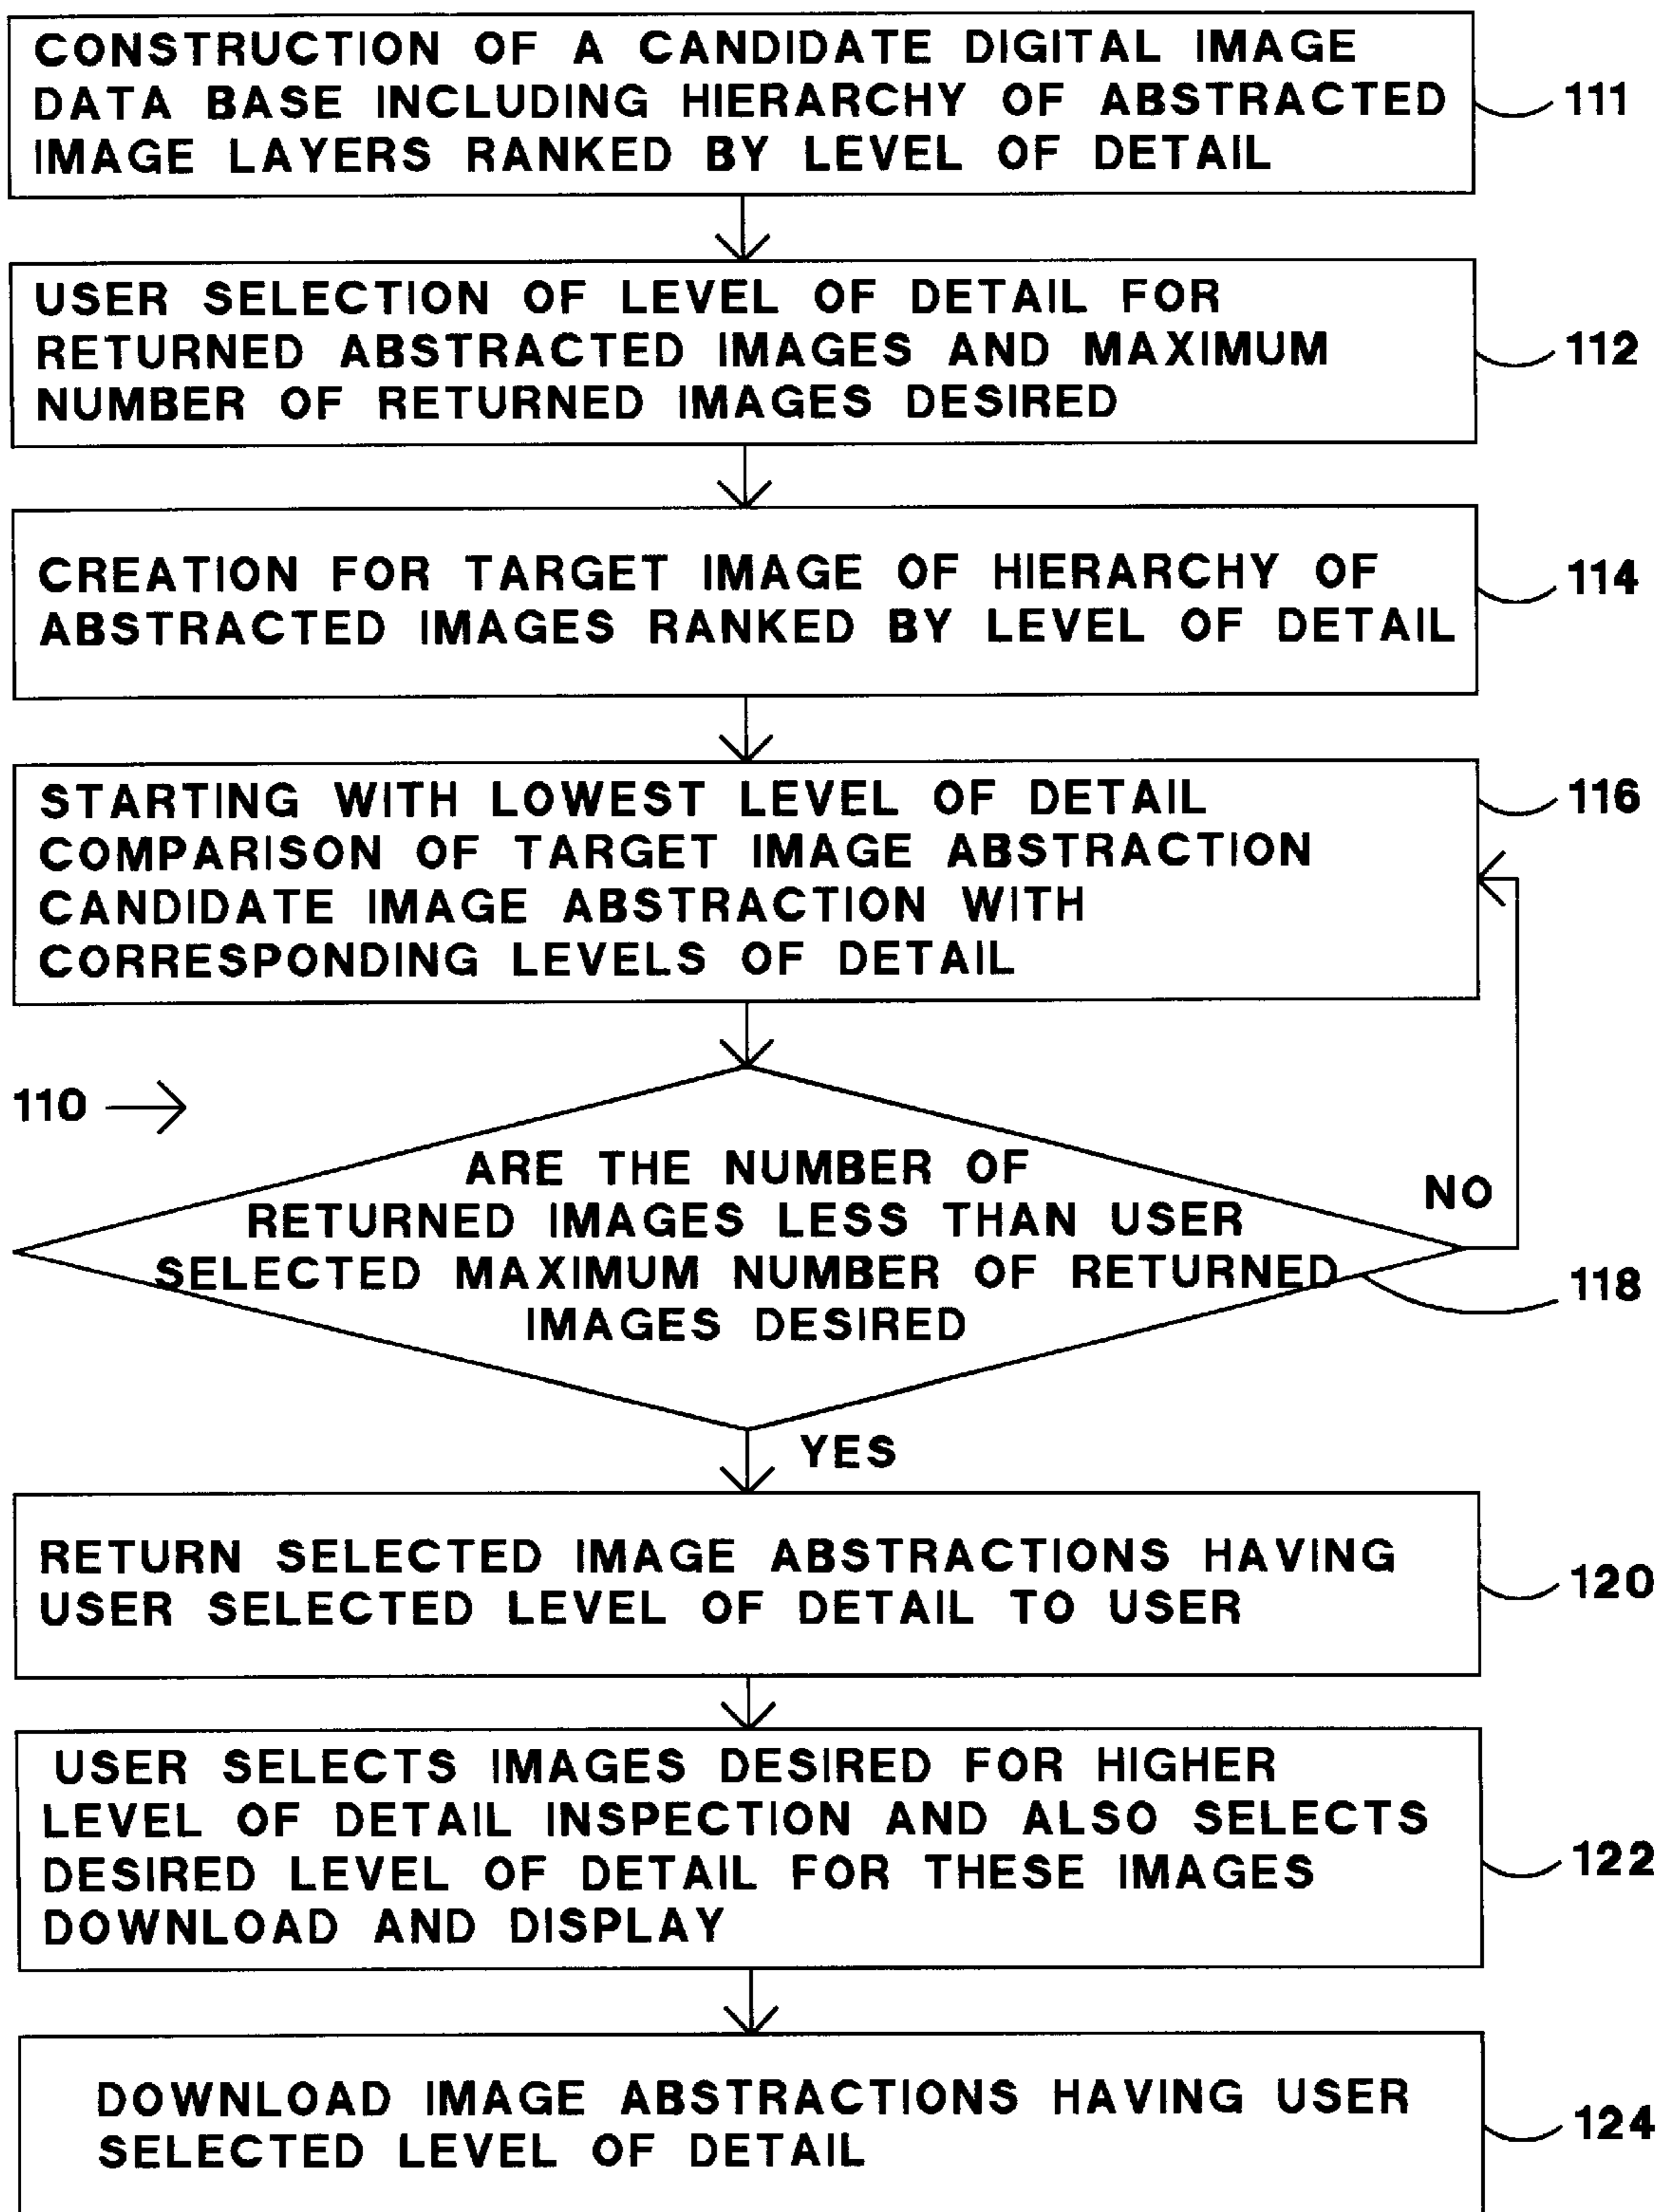 CONSTRUCTION OF A CANDIDATE DIGITAL IMAGE
DATA BASE INCLUDING HIERARCHY OF ABSTRACTED
IMAGE LAYERS RANKED BY LEVEL OF DETAIL
111
USER SELECTION OF LEVEL OF DETAIL FOR
RETURNED ABSTRACTED IMAGES AND MAXIMUM
NUMBER OF RETURNED IMAGES DESIRED
112
CREATION FOR TARGET IMAGE OF HIERARCHY OF
ABSTRACTED IMAGES RANKED BY LEVEL OF DETAIL
114
STARTING WITH LOWEST LEVEL OF DETAIL
COMPARISON OF TARGET IMAGE ABSTRACTION
CANDIDATE IMAGE ABSTRACTION WITH
CORRESPONDING LEVELS OF DETAIL
116
110
ARE THE NUMBER OF
RETURNED IMAGES LESS THAN USER
SELECTED MAXIMUM NUMBER OF RETURNED
IMAGES DESIRED
NO
118
YES
RETURN SELECTED IMAGE ABSTRACTIONS HAVING
USER SELECTED LEVEL OF DETAIL TO USER
120
USER SELECTS IMAGES DESIRED FOR HIGHER
LEVEL OF DETAIL INSPECTION AND ALSO SELECTS
DESIRED LEVEL OF DETAIL FOR THESE IMAGES
DOWNLOAD AND DISPLAY
122
DOWNLOAD IMAGE ABSTRACTIONS HAVING USER
SELECTED LEVEL OF DETAIL
124